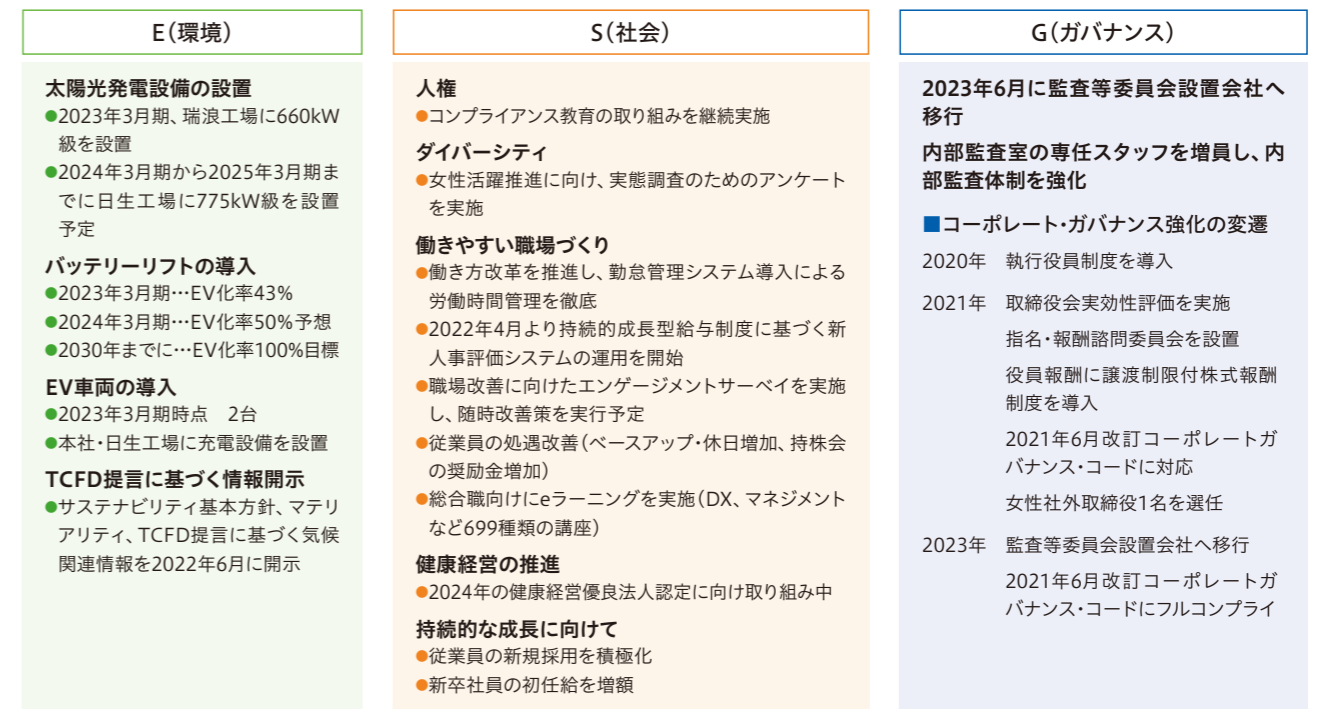 E（環境）
太陽光発電設備の設置
●2023年3月期、瑞浪工場に660kW
級を設置
●2024年3月期から2025年3月期ま
でに日生工場に775kW級を設置
予定
バッテリーリフトの導入
●2023年3月期…EV化率43%
●2024年3月期…EV化率50%予想
●2030年までに…EV化率100%目標
EV車両の導入
●2023年3月期時点　2台
●本社・日生工場に充電設備を設置
TCFD提言に基づく情報開示
●サステナビリティ基本方針、マテリ
アリティ、TCFD提言に基づく気候
関連情報を2022年6月に開示
S（社会）
人権
●コンプライアンス教育の取り組みを継続実施
ダイバーシティ
●女性活躍推進に向け、実態調査のためのアンケート
を実施
働きやすい職場づくり
●働き方改革を推進し、勤怠管理システム導入による
労働時間管理を徹底
●2022年4月より持続的成長型給与制度に基づく新
人事評価システムの運用を開始
●職場改善に向けたエンゲージメントサーベイを実施
し、随時改善策を実行予定
●従業員の処遇改善（ベースアップ・休日増加、持株会
の奨励金増加）
●総合職向けにeラーニングを実施（DX、マネジメント
など699種類の講座）
健康経営の推進
●2024年の健康経営優良法人認定に向け取り組み中
持続的な成長に向けて
●従業員の新規採用を積極化
●新卒社員の初任給を増額
G（ガバナンス）
2023年6月に監査等委員会設置会社へ
移行
内部監査室の専任スタッフを増員し、内
部監査体制を強化
■コーポレート・ガバナンス強化の変遷
2020年　執行役員制度を導入
2021年　取締役会実効性評価を実施
指名・報酬諮問委員会を設置
役員報酬に譲渡制限付株式報酬
制度を導入
2021年6月改訂コーポレートガ
バナンス・コードに対応
女性社外取締役1名を選任
2023年　監査等委員会設置会社へ移行
2021年6月改訂コーポレートガ
バナンス・コードにフルコンプライ